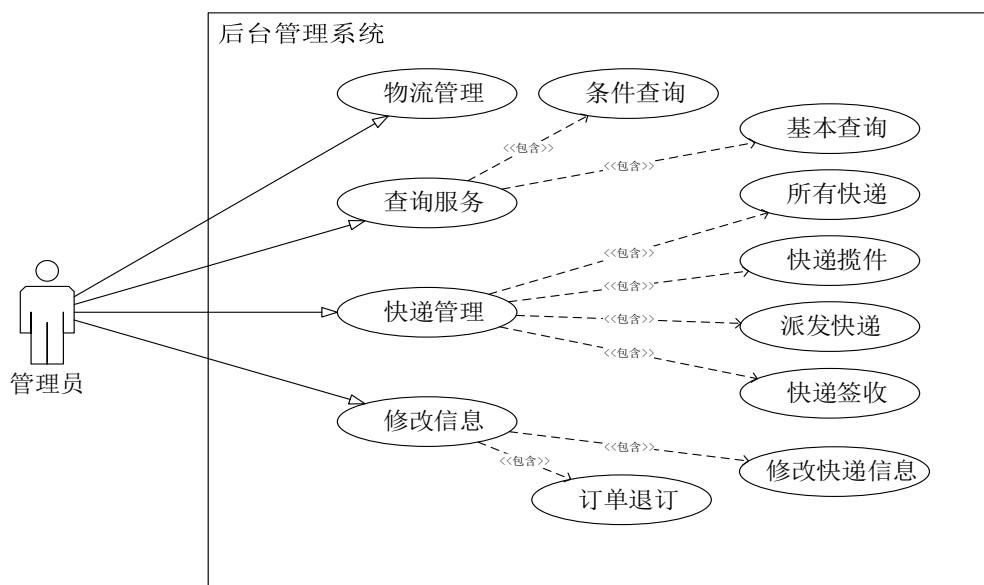 后台管理系统
物流管理
条件查询
基本查询
<<包含>>
<<包含>>
查询服务
所有快递
<<包含>>
快递揽件
<<包含>>
快递管理
<<包含>>
派发快递
<<包含>>
快递签收
管理员
修改信息
<<包含>>
<<包含>>
修改快递信息
订单退订